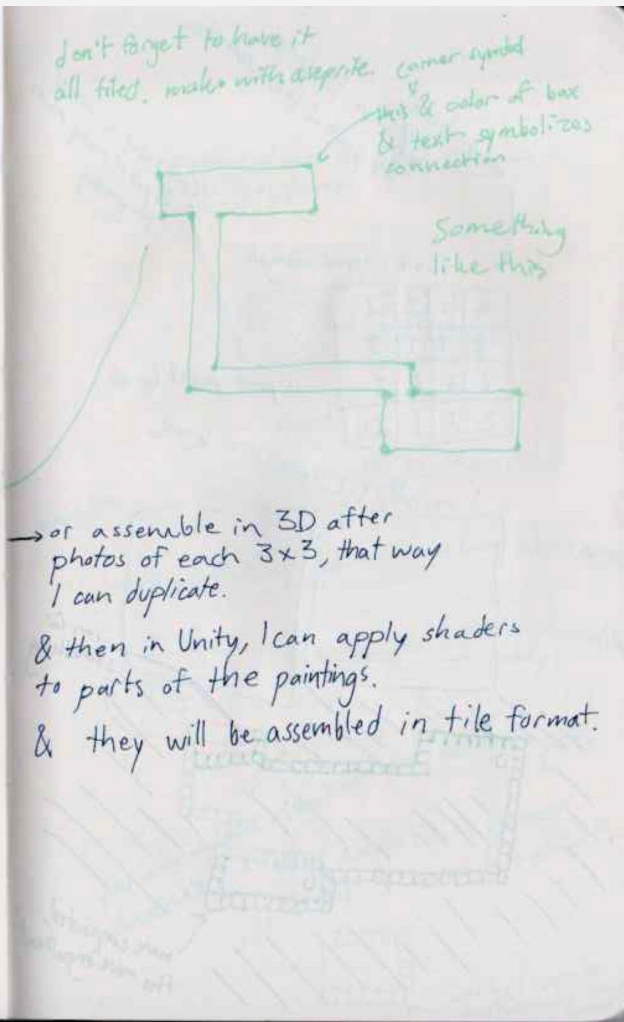 don't forget to have it
all tiled. make with aseprite.
corner symbol
this & color of box
& text symbolizes
connection
Something
like this
→ or assemble in 3D after
photos of each 3x3, that way
I can duplicate.
& then in Unity, I can apply shaders
to parts of the paintings.
& they will be assembled in tile format.